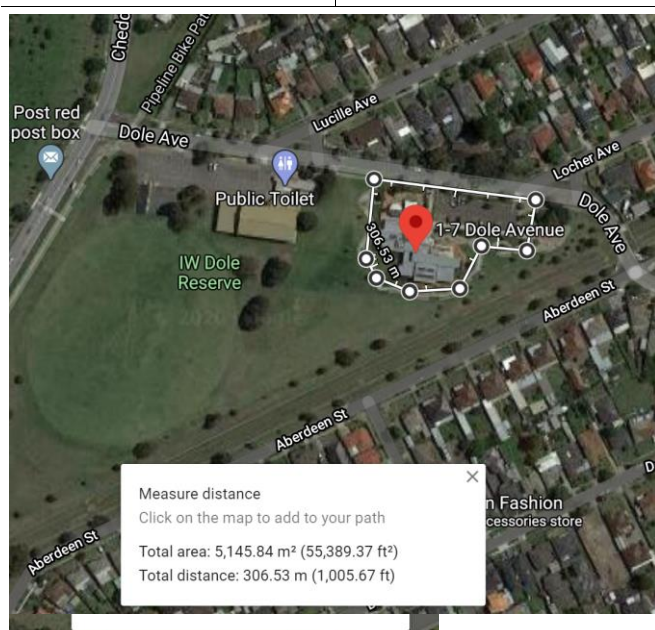 Ched
Pipeline Bike Pat
Post red
post box
Dole Ave
Lucille Ave
Locher Ave
Public Toilet
1-7 Dole Avenue
Dole Ave
306.53 m
IW Dole
Reserve
Aberdeen St
Aberdeen St
Aberdeen St
D
n Fashion
cessories store
Measure distance
Click on the map to add to your path
Total area: 5,145.84 m² (55,389.37 ft²)
Total distance: 306.53 m (1,005.67 ft)